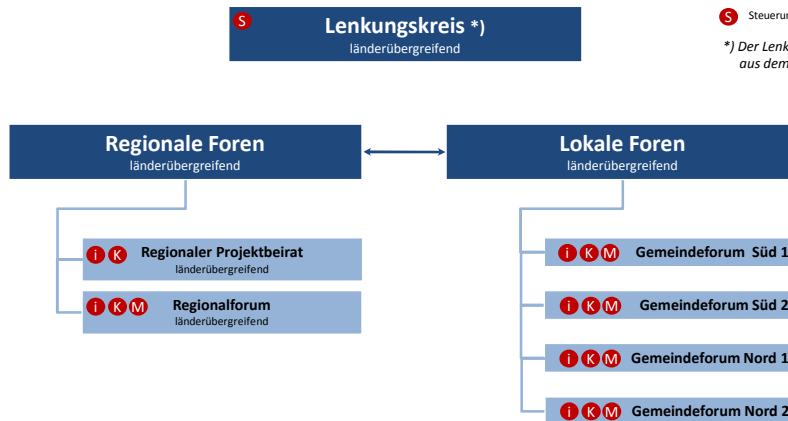 S
Lenkungskreis *)
länderübergreifend
S
*) Der
aus dem
Regionale Foren
länderübergreifend
Lokale Foren
länderübergreifend
i K Regionaler Projektbeirat
länderübergreifend
i K M Regionalforum
länderübergreifend
i K M Gemeindeforum Süd 1
i K M Gemeindeforum Süd 2
i K M Gemeindeforum Nord 1
i K M Gemeindeforum Nord 2